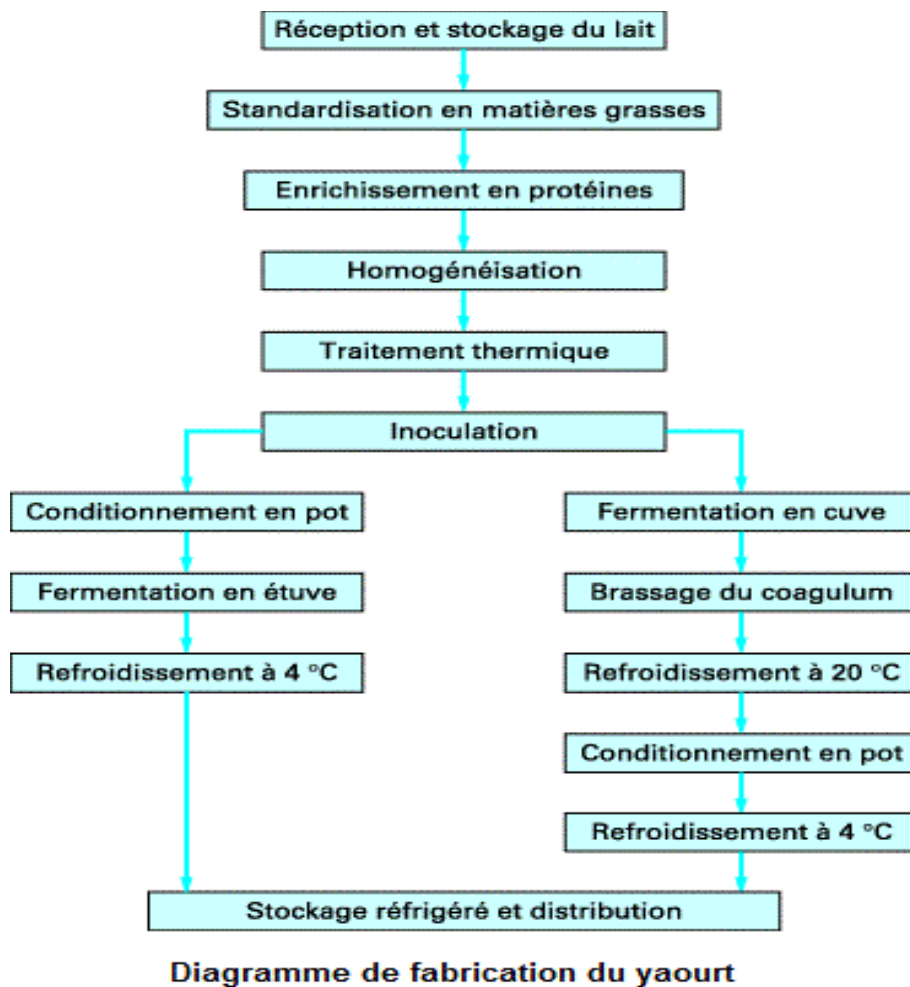 Réception et stockage du lait
Standardisation en matières grasses
Enrichissement en protéines
Homogénéisation
Traitement thermique
Inoculation
Conditionnement en pot
Fermentation en étuve
Refroidissement à 4 °C
Fermentation en cuve
Brassage du coagulum
Refroidissement à 20 °C
Conditionnement en pot
Refroidissement à 4 °C
Stockage réfrigéré et distribution
Diagramme de fabrication du yaourt